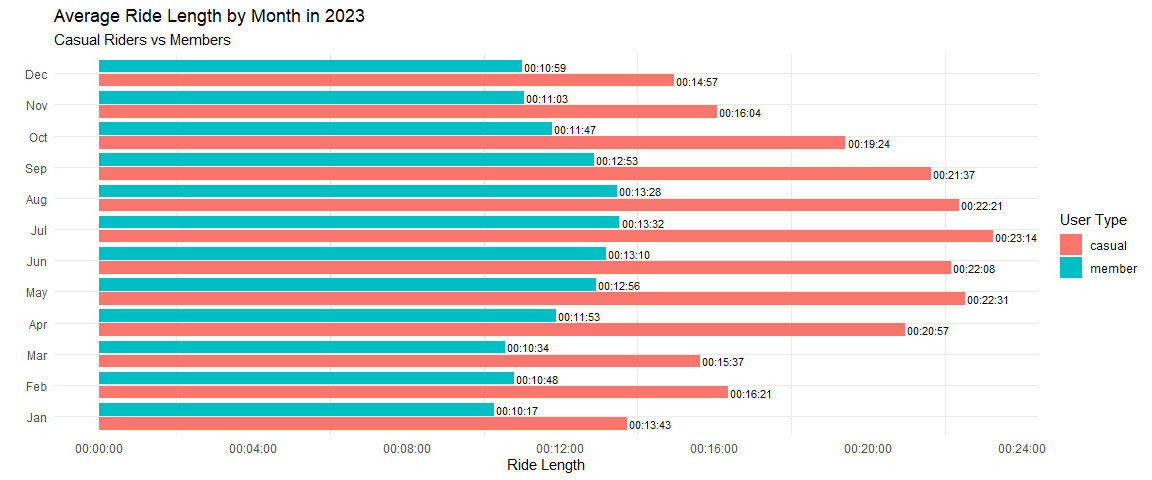 Average Ride Length by Month in 2023
Casual Riders vs Members
Dec
00:10:59
00:14:57
Nov
00:11:03
00:16:04
Oct
00:11:47
00:19:24
Sep
00:12:53
00:21:37
Aug
00:13:28
00:22:21
Jul
00:13:32
00:23:14
Jun
00:13:10
00:22:08
May
00:12:56
00:22:31
Apr
00:11:53
00:20:57
Mar
00:10:34
00:15:37
Feb
00:10:48
00:16:21
Jan
00:10:17
00:13:43
00:00:00 00:04:00 00:08:00 00:12:00 00:16:00 00:20:00 00:24:00
Ride Length
User Type
casual
member